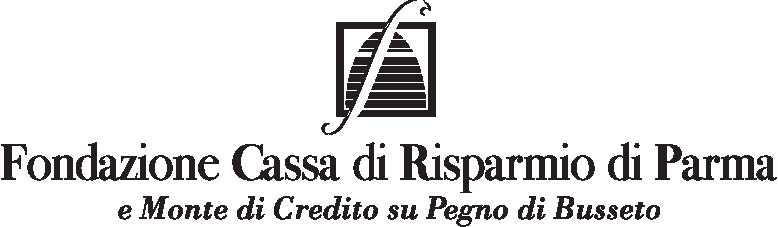 f
Fondazione Cassa di Risparmio di Parma
e Monte di Credito su Pegno di Busseto